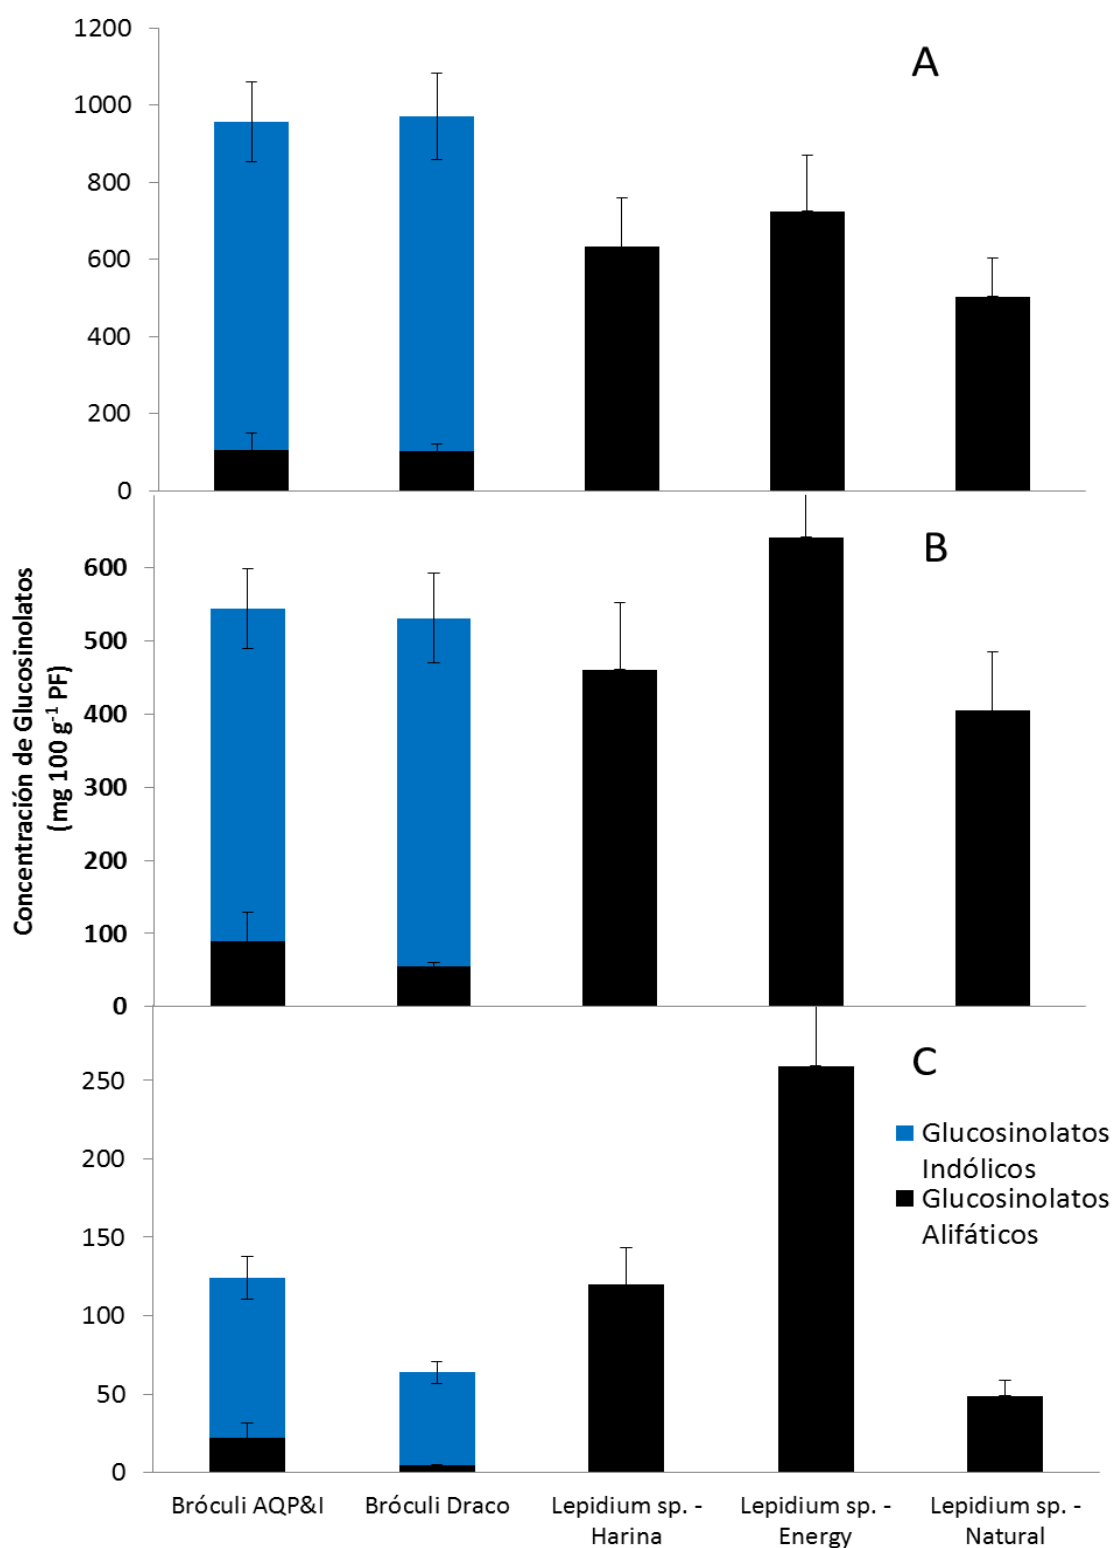 1200
1000
800
600
400
200
0
A
Concentración de Glucosinolatos
(mg 100 g⁻¹ PF)
600
500
400
300
200
100
0
B
250
200
150
100
50
0
C
Glucosinolatos
Indólicos
Glucosinolatos
Alifáticos
Bróculi AQP&I
Bróculi Draco
Lepidium sp. -
Harina
Lepidium sp. -
Energy
Lepidium sp. -
Natural